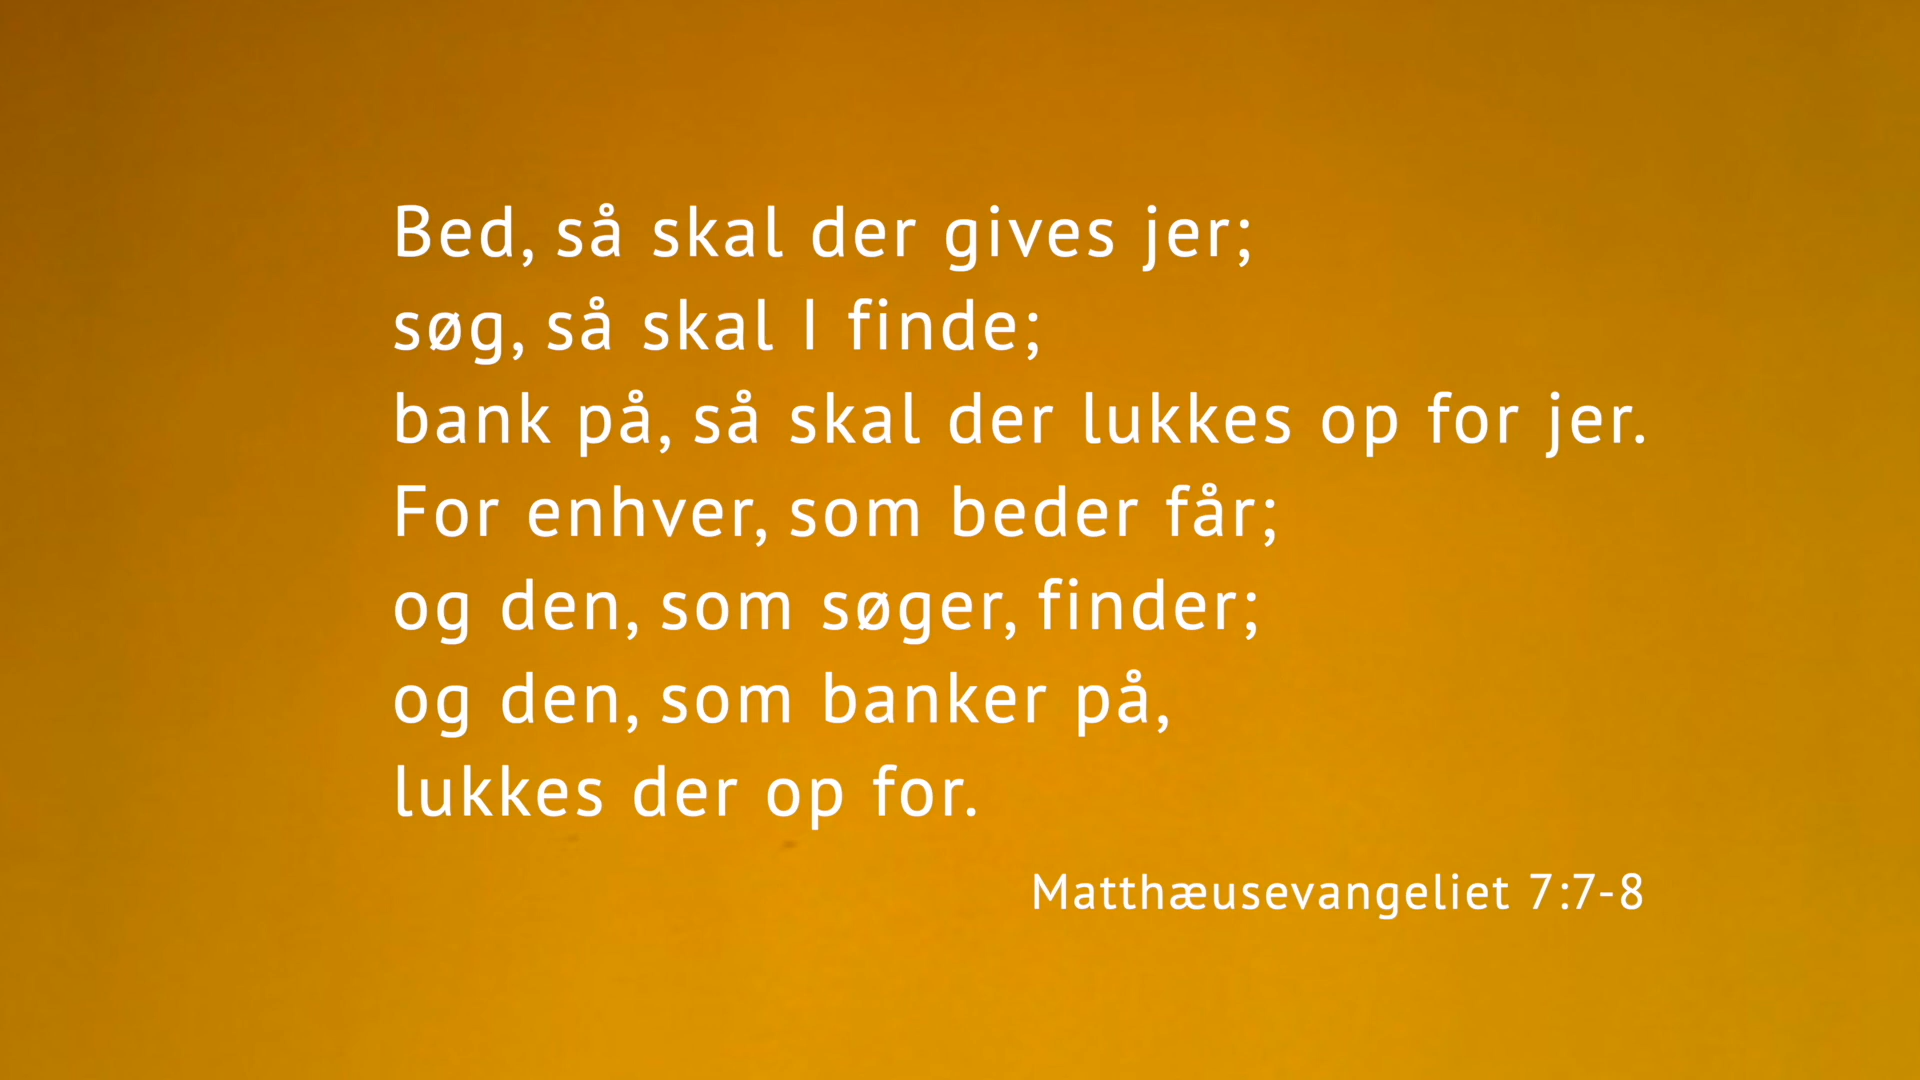 Bed, så skal der gives jer;
søg, så skal I finde;
bank på, så skal der lukkes op for jer.
For enhver, som beder får;
og den, som søger, finder;
og den, som banker på,
lukkes der op for.
Matthæusevangeliet 7:7-8